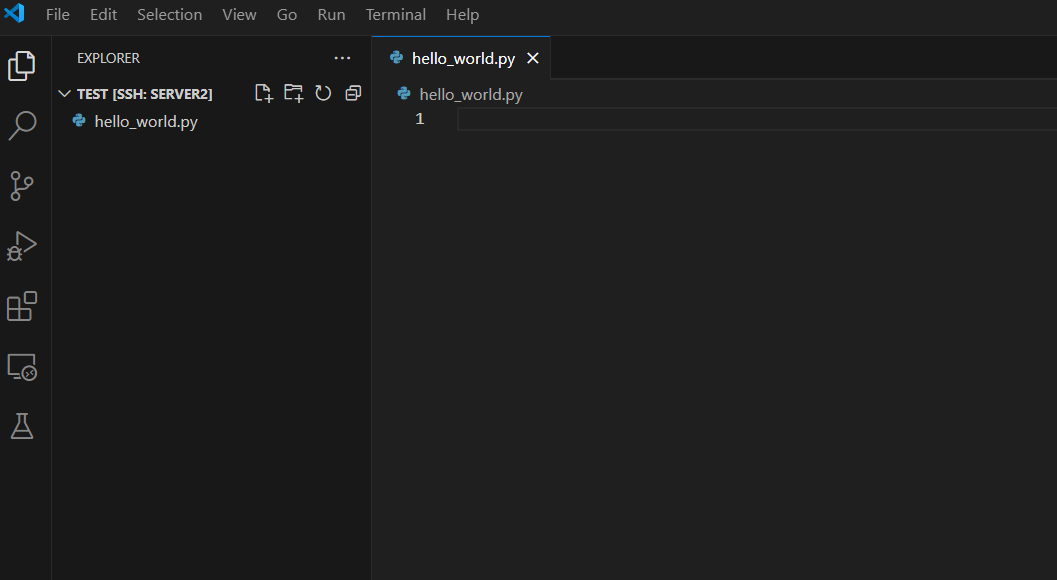 File Edit Selection View Go Run Terminal Help
EXPLORER
TEST [SSH: SERVER2]
hello_world.py
hello_world.py
hello_world.py
1